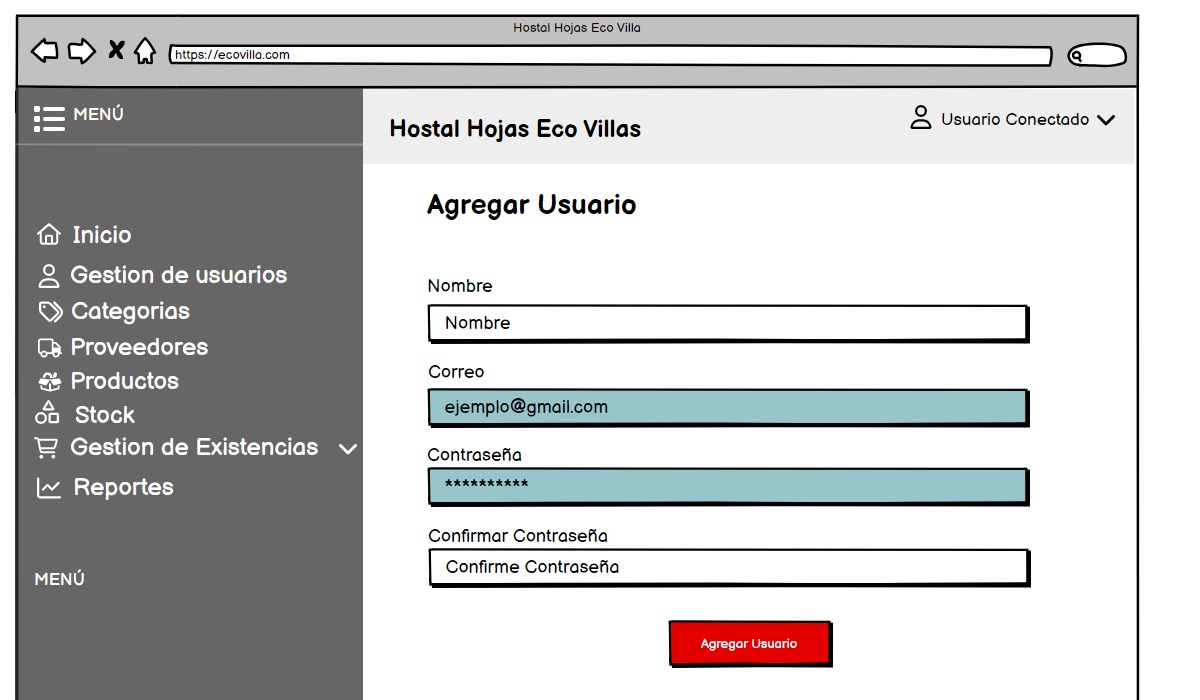 Hostal Hojas Eco Villa
https://ecovilla.com
MENÚ
Hostal Hojas Eco Villas
Usuario Conectado
Agregar Usuario
Inicio
Gestion de usuarios
Categorias
Proveedores
Productos
Stock
Gestion de Existencias
Reportes
MENÚ
Nombre
Nombre
Correo
ejemplo@gmail.com
Contraseña
**********
Confirmar Contraseña
Confirme Contraseña
Agregar Usuario